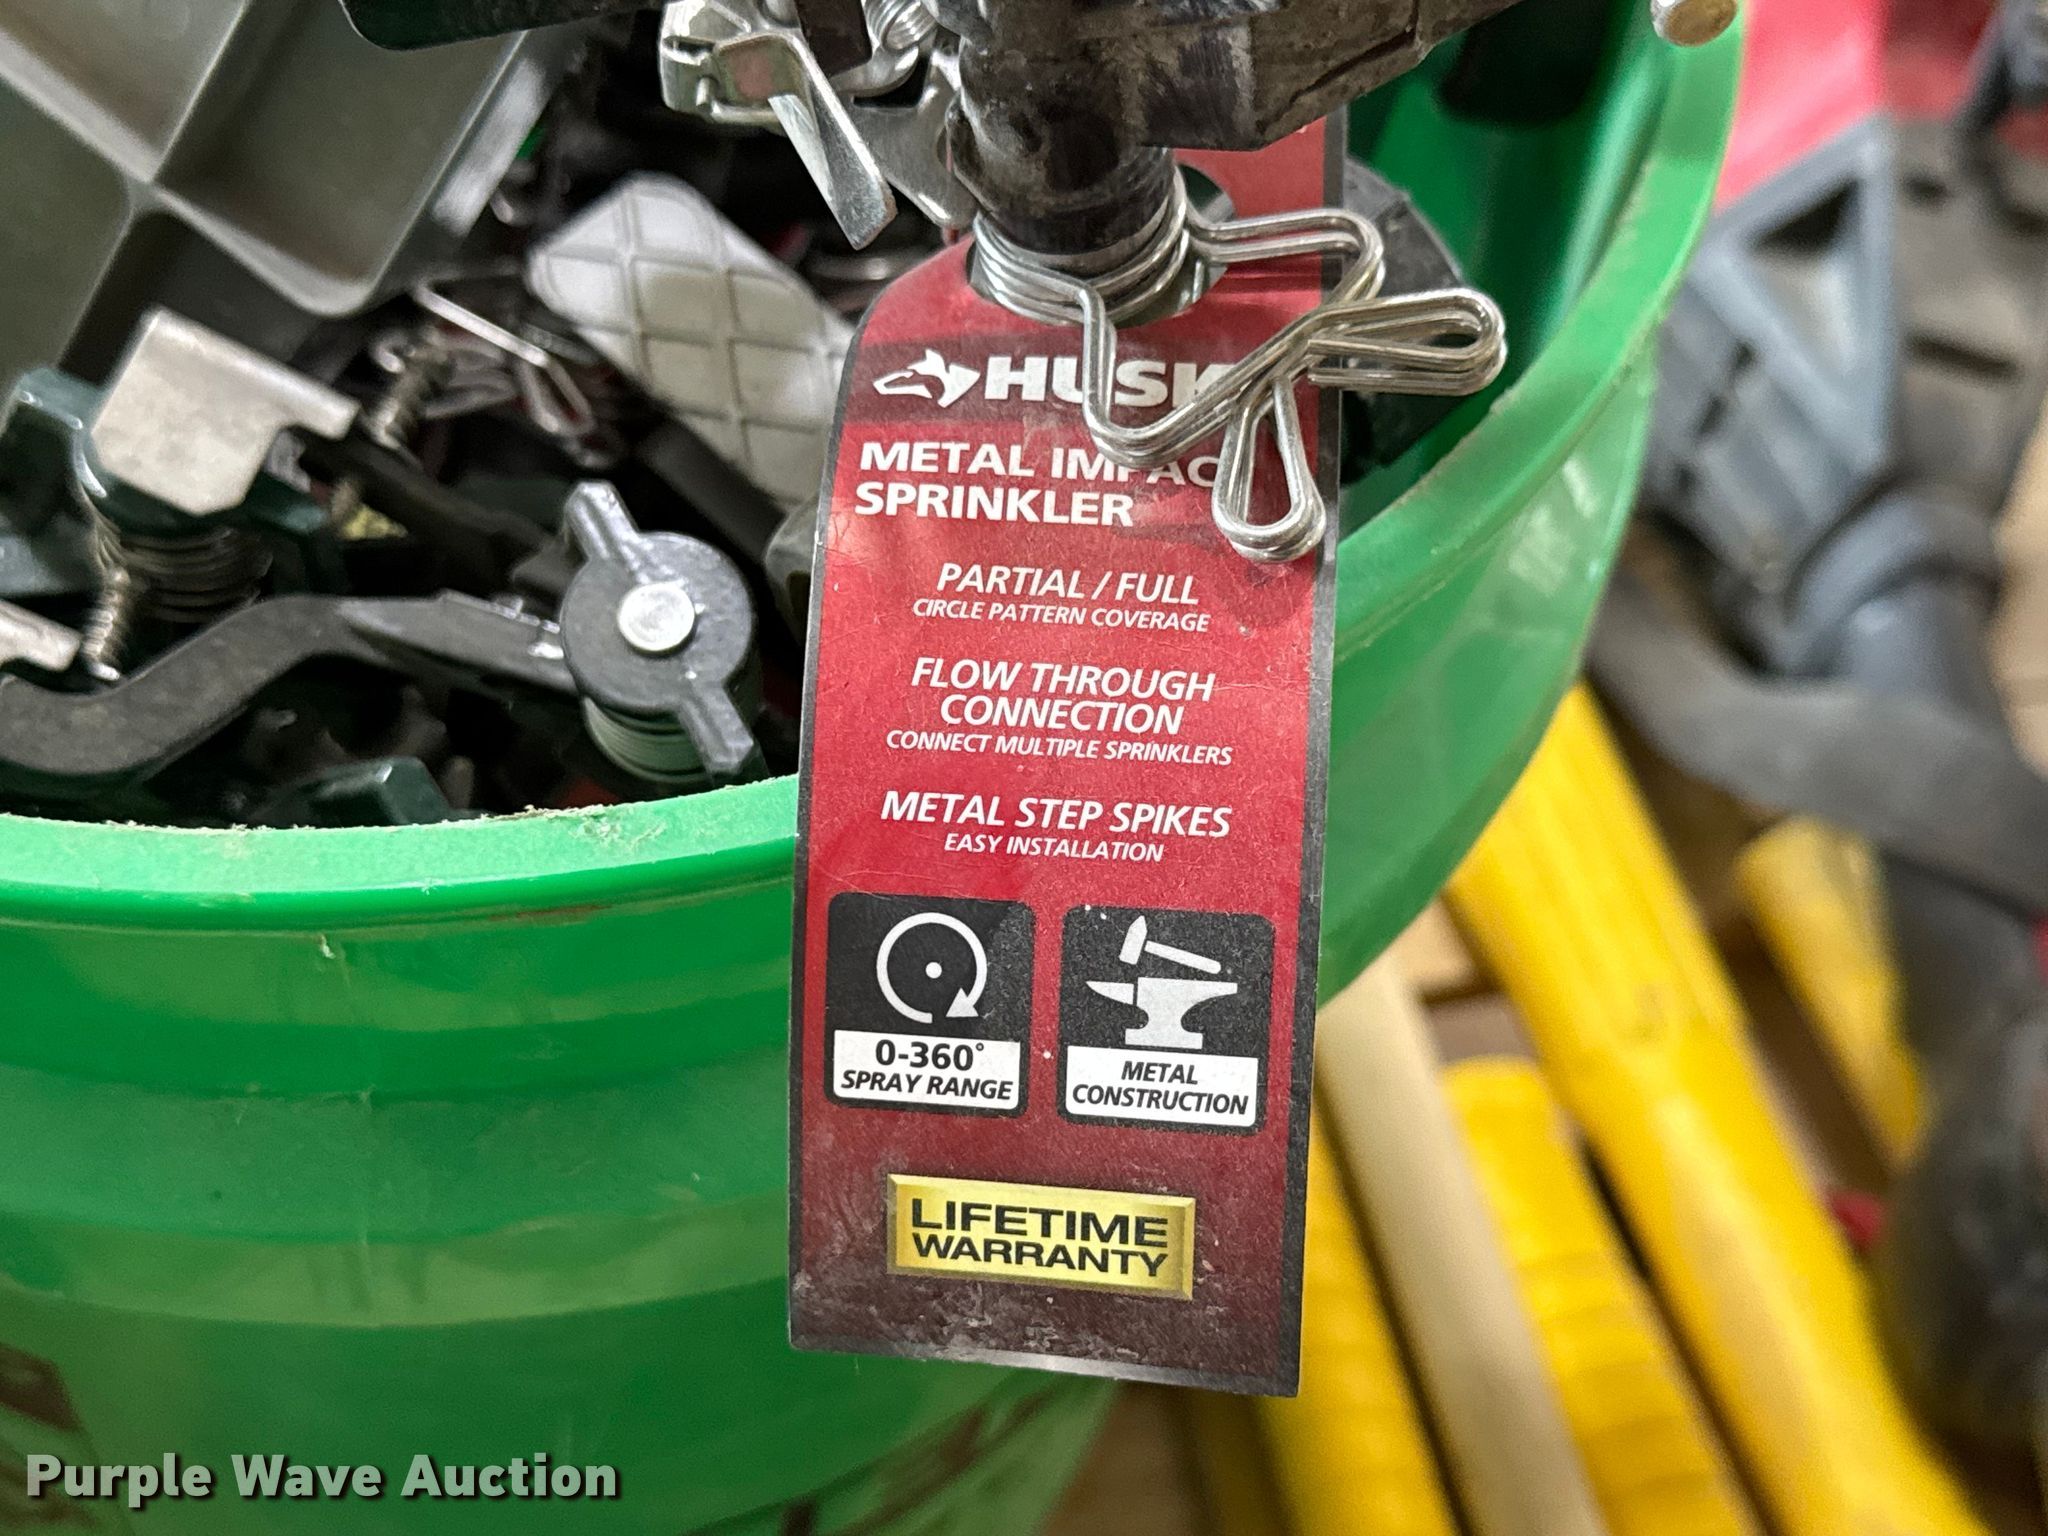 HUSK
METAL IMPAC
SPRINKLER
PARTIAL / FULL
CIRCLE PATTERN COVERAGE
FLOW THROUGH
CONNECTION
CONNECT MULTIPLE SPRINKLERS
METAL STEP SPIKES
EASY INSTALLATION
0-360°
SPRAY RANGE
METAL
CONSTRUCTION
LIFETIME
WARRANTY
Purple Wave Auction